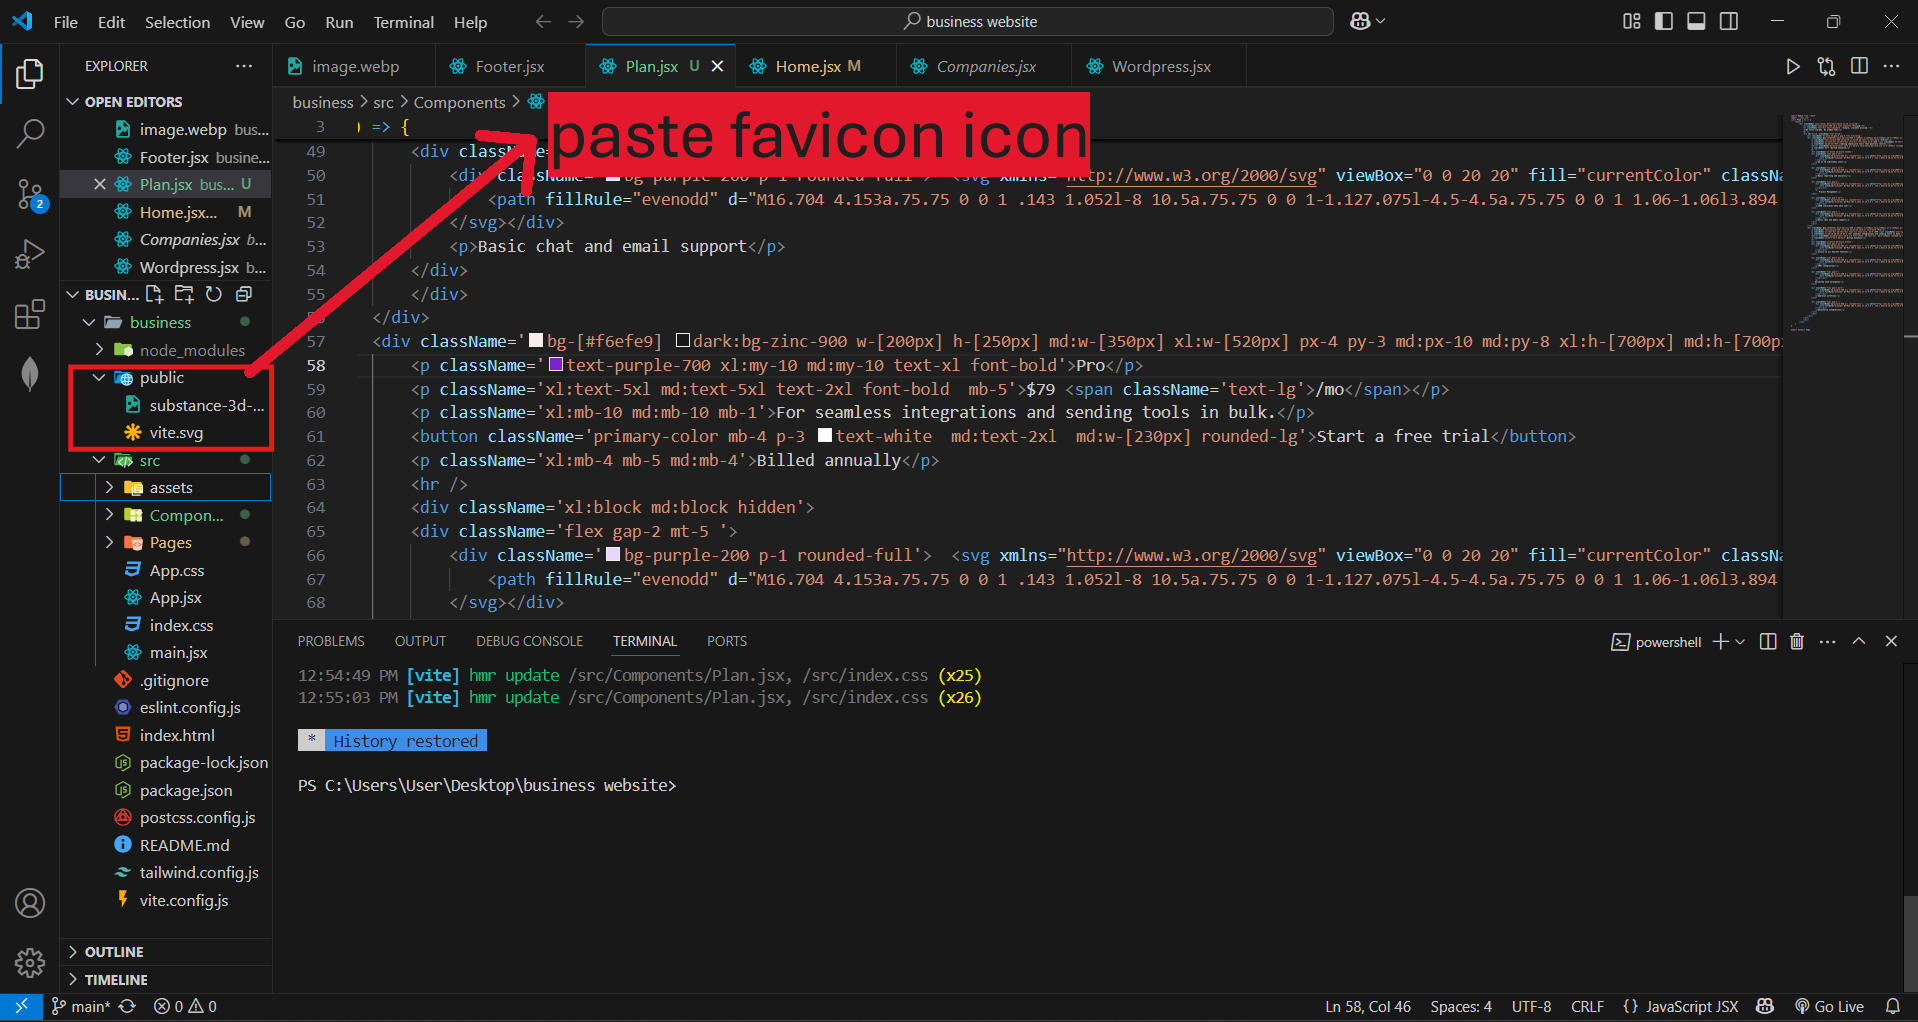 File Edit Selection View Go Run Terminal Help
business website
EXPLORER
OPEN EDITORS
image.webp bus...
Footer.jsx busine...
Plan.jsx bus... U
Home.jsx... M
Companies.jsx b...
Wordpress.jsx b...
BUSIN...
business
node_modules
public
substance-3d-...
vite.svg
src
assets
Compon...
Pages
App.css
App.jsx
index.css
main.jsx
.gitignore
eslint.config.js
index.html
package-lock.json
package.json
postcss.config.js
README.md
tailwind.config.js
vite.config.js
OUTLINE
TIMELINE
2
image.webp Footer.jsx Plan.jsx U Home.jsx M Companies.jsx Wordpress.jsx
business > src > Components >
paste favicon icon
3 ) => {
49 <div className=
50 <div class bg-purple-200 p-1 rounded-full'> <svg xmlns="http://www.w3.org/2000/svg" viewBox="0 0 20 20" fill="currentColor" classNa
51 <path fillRule="evenodd" d="M16.704 4.153a.75.75 0 0 1 .143 1.052l-8 10.5a.75.75 0 0 1-1.127.075l-4.5-4.5a.75.75 0 0 1 1.06-1.06l3.894
52 </svg></div>
53 <p>Basic chat and email support</p>
54 </div>
55 </div>
</div>
57 <div className='bg-[#f6efe9] dark:bg-zinc-900 w-[200px] h-[250px] md:w-[350px] xl:w-[520px] px-4 py-3 md:px-10 md:py-8 xl:h-[700px] md:h-[700p
58 <p className='text-purple-700 xl:my-10 md:my-10 text-xl font-bold'>Pro</p>
59 <p className='xl:text-5xl md:text-5xl text-2xl font-bold mb-5'>$79 <span className='text-lg'>/mo</span></p>
60 <p className='xl:mb-10 md:mb-10 mb-1'>For seamless integrations and sending tools in bulk.</p>
61 <button className='primary-color mb-4 p-3 text-white md:text-2xl md:w-[230px] rounded-lg'>Start a free trial</button>
62 <p className='xl:mb-4 mb-5 md:mb-4'>Billed annually</p>
63 <hr />
64 <div className='xl:block md:block hidden'>
65 <div className='flex gap-2 mt-5 '>
66 <div className='bg-purple-200 p-1 rounded-full'> <svg xmlns="http://www.w3.org/2000/svg" viewBox="0 0 20 20" fill="currentColor" classNa
67 <path fillRule="evenodd" d="M16.704 4.153a.75.75 0 0 1 .143 1.052l-8 10.5a.75.75 0 0 1-1.127.075l-4.5-4.5a.75.75 0 0 1 1.06-1.06l3.894
68 </svg></div>
PROBLEMS OUTPUT DEBUG CONSOLE TERMINAL PORTS
powershell
12:54:49 PM [vite] hmr update /src/Components/Plan.jsx, /src/index.css (x25)
12:55:03 PM [vite] hmr update /src/Components/Plan.jsx, /src/index.css (x26)
* History restored
PS C:\Users\User\Desktop\business website>
main* 0 0
Ln 58, Col 46 Spaces: 4 UTF-8 CRLF {} JavaScript JSX Go Live